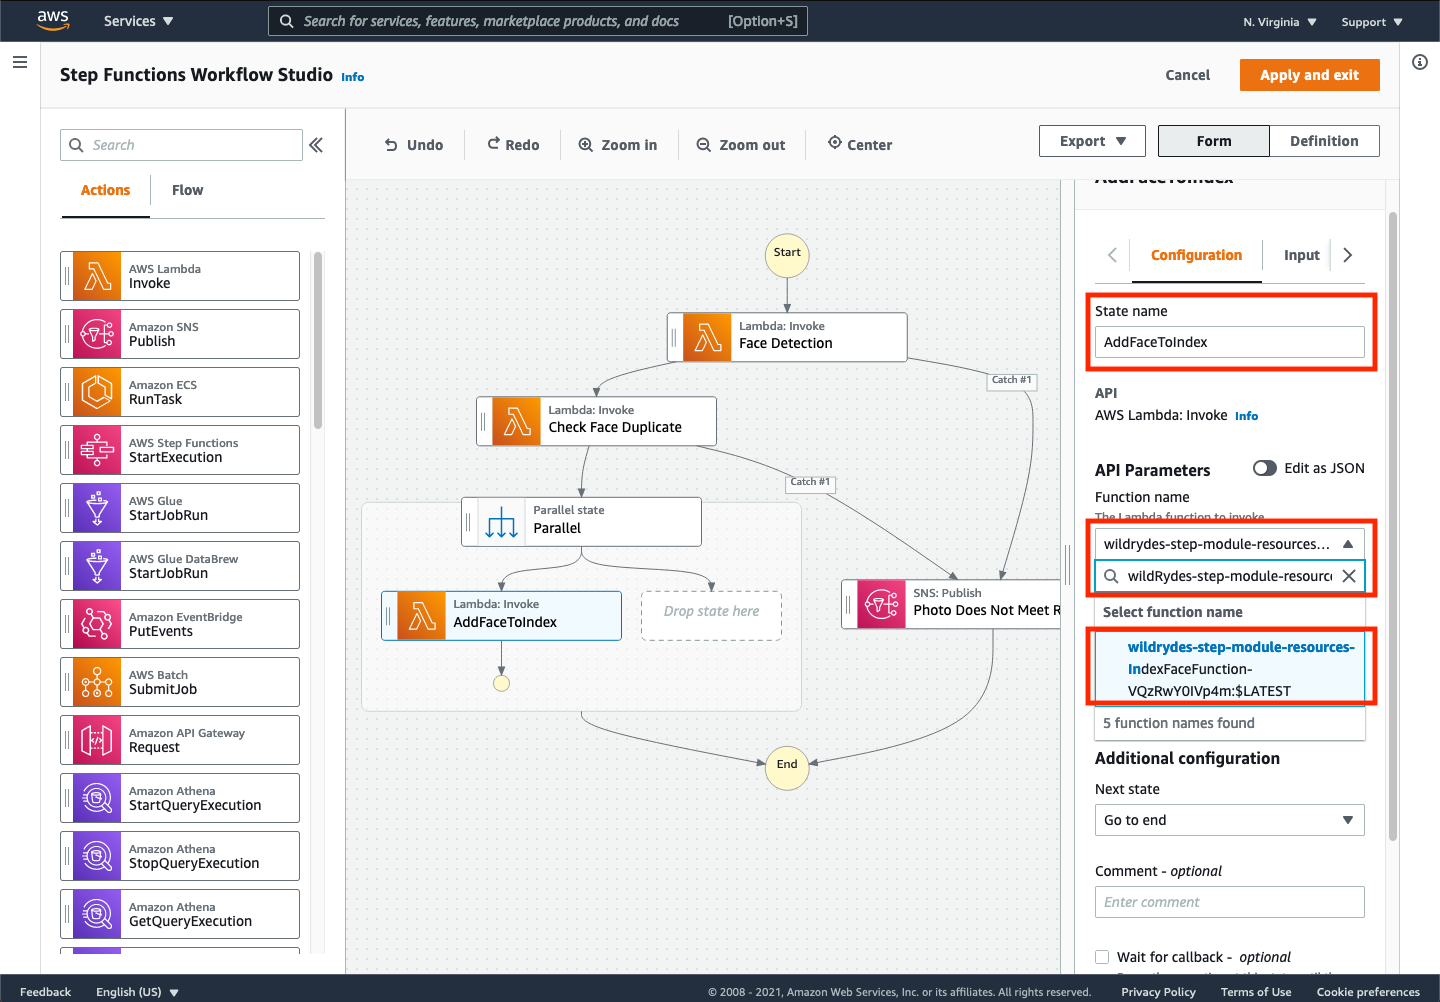 aws
Services
Search for services, features, marketplace products, and docs
[Option+S]
N. Virginia
Support
Step Functions Workflow Studio
Info
Cancel
Apply and exit
Search
Actions
Flow
AWS Lambda
Invoke
Amazon SNS
Publish
Amazon ECS
RunTask
AWS Step Functions
StartExecution
AWS Glue
StartJobRun
AWS Glue DataBrew
StartJobRun
Amazon EventBridge
PutEvents
AWS Batch
SubmitJob
Amazon API Gateway
Request
Amazon Athena
StartQueryExecution
Amazon Athena
StopQueryExecution
Amazon Athena
GetQueryExecution
Undo
Redo
Zoom in
Zoom out
Center
Export
Form
Definition
Start
Lambda: Invoke
Face Detection
Catch #1
Lambda: Invoke
Check Face Duplicate
Catch #1
Parallel state
Parallel
Lambda: Invoke
AddFaceToIndex
Drop state here
SNS: Publish
Photo Does Not Meet R
End
AddFaceToIndex
Configuration
Input
State name
AddFaceToIndex
API
AWS Lambda: Invoke
Info
API Parameters
Edit as JSON
Function name
The Lambda function to invoke
wildrydes-step-module-resources...
wildRydes-step-module-resourc
Select function name
wildrydes-step-module-resources-
IndexFaceFunction-
VQzRwY0IVp4m:$LATEST
5 function names found
Additional configuration
Next state
Go to end
Comment - optional
Enter comment
Wait for callback - optional
Feedback
English (US)
© 2008 - 2021, Amazon Web Services, Inc. or its affiliates. All rights reserved.
Privacy Policy
Terms of Use
Cookie preferences